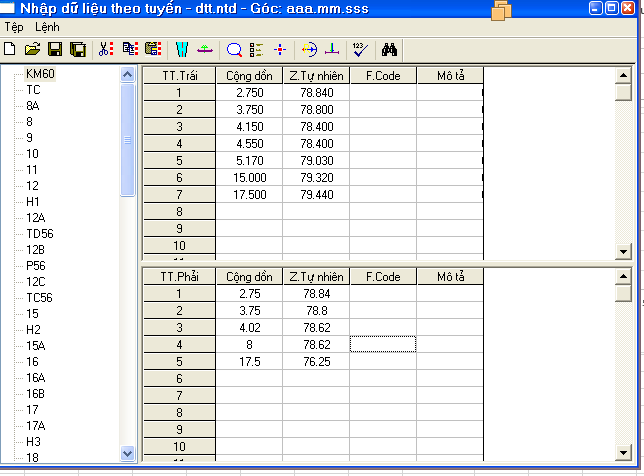 Nhập dữ liệu theo tuyến - dtt.ntd - Góc: aaa.mm.sss
Tệp Lệnh
KM60
TC
8A
8
9
10
11
12
H1
12A
TD56
12B
P56
12C
TC56
15
H2
15A
16
16A
16B
17
17A
H3
18
TT.Trái Cộng dồn Z.Tự nhiên F.Code Mô tả
1 2.750 78.840
2 3.750 78.800
3 4.150 78.400
4 4.550 78.400
5 5.170 79.030
6 15.000 79.320
7 17.500 79.440
8
9
10
TT.Phải Cộng dồn Z.Tự nhiên F.Code Mô tả
1 2.75 78.84
2 3.75 78.8
3 4.02 78.62
4 8 78.62
5 17.5 76.25
6
7
8
9
10